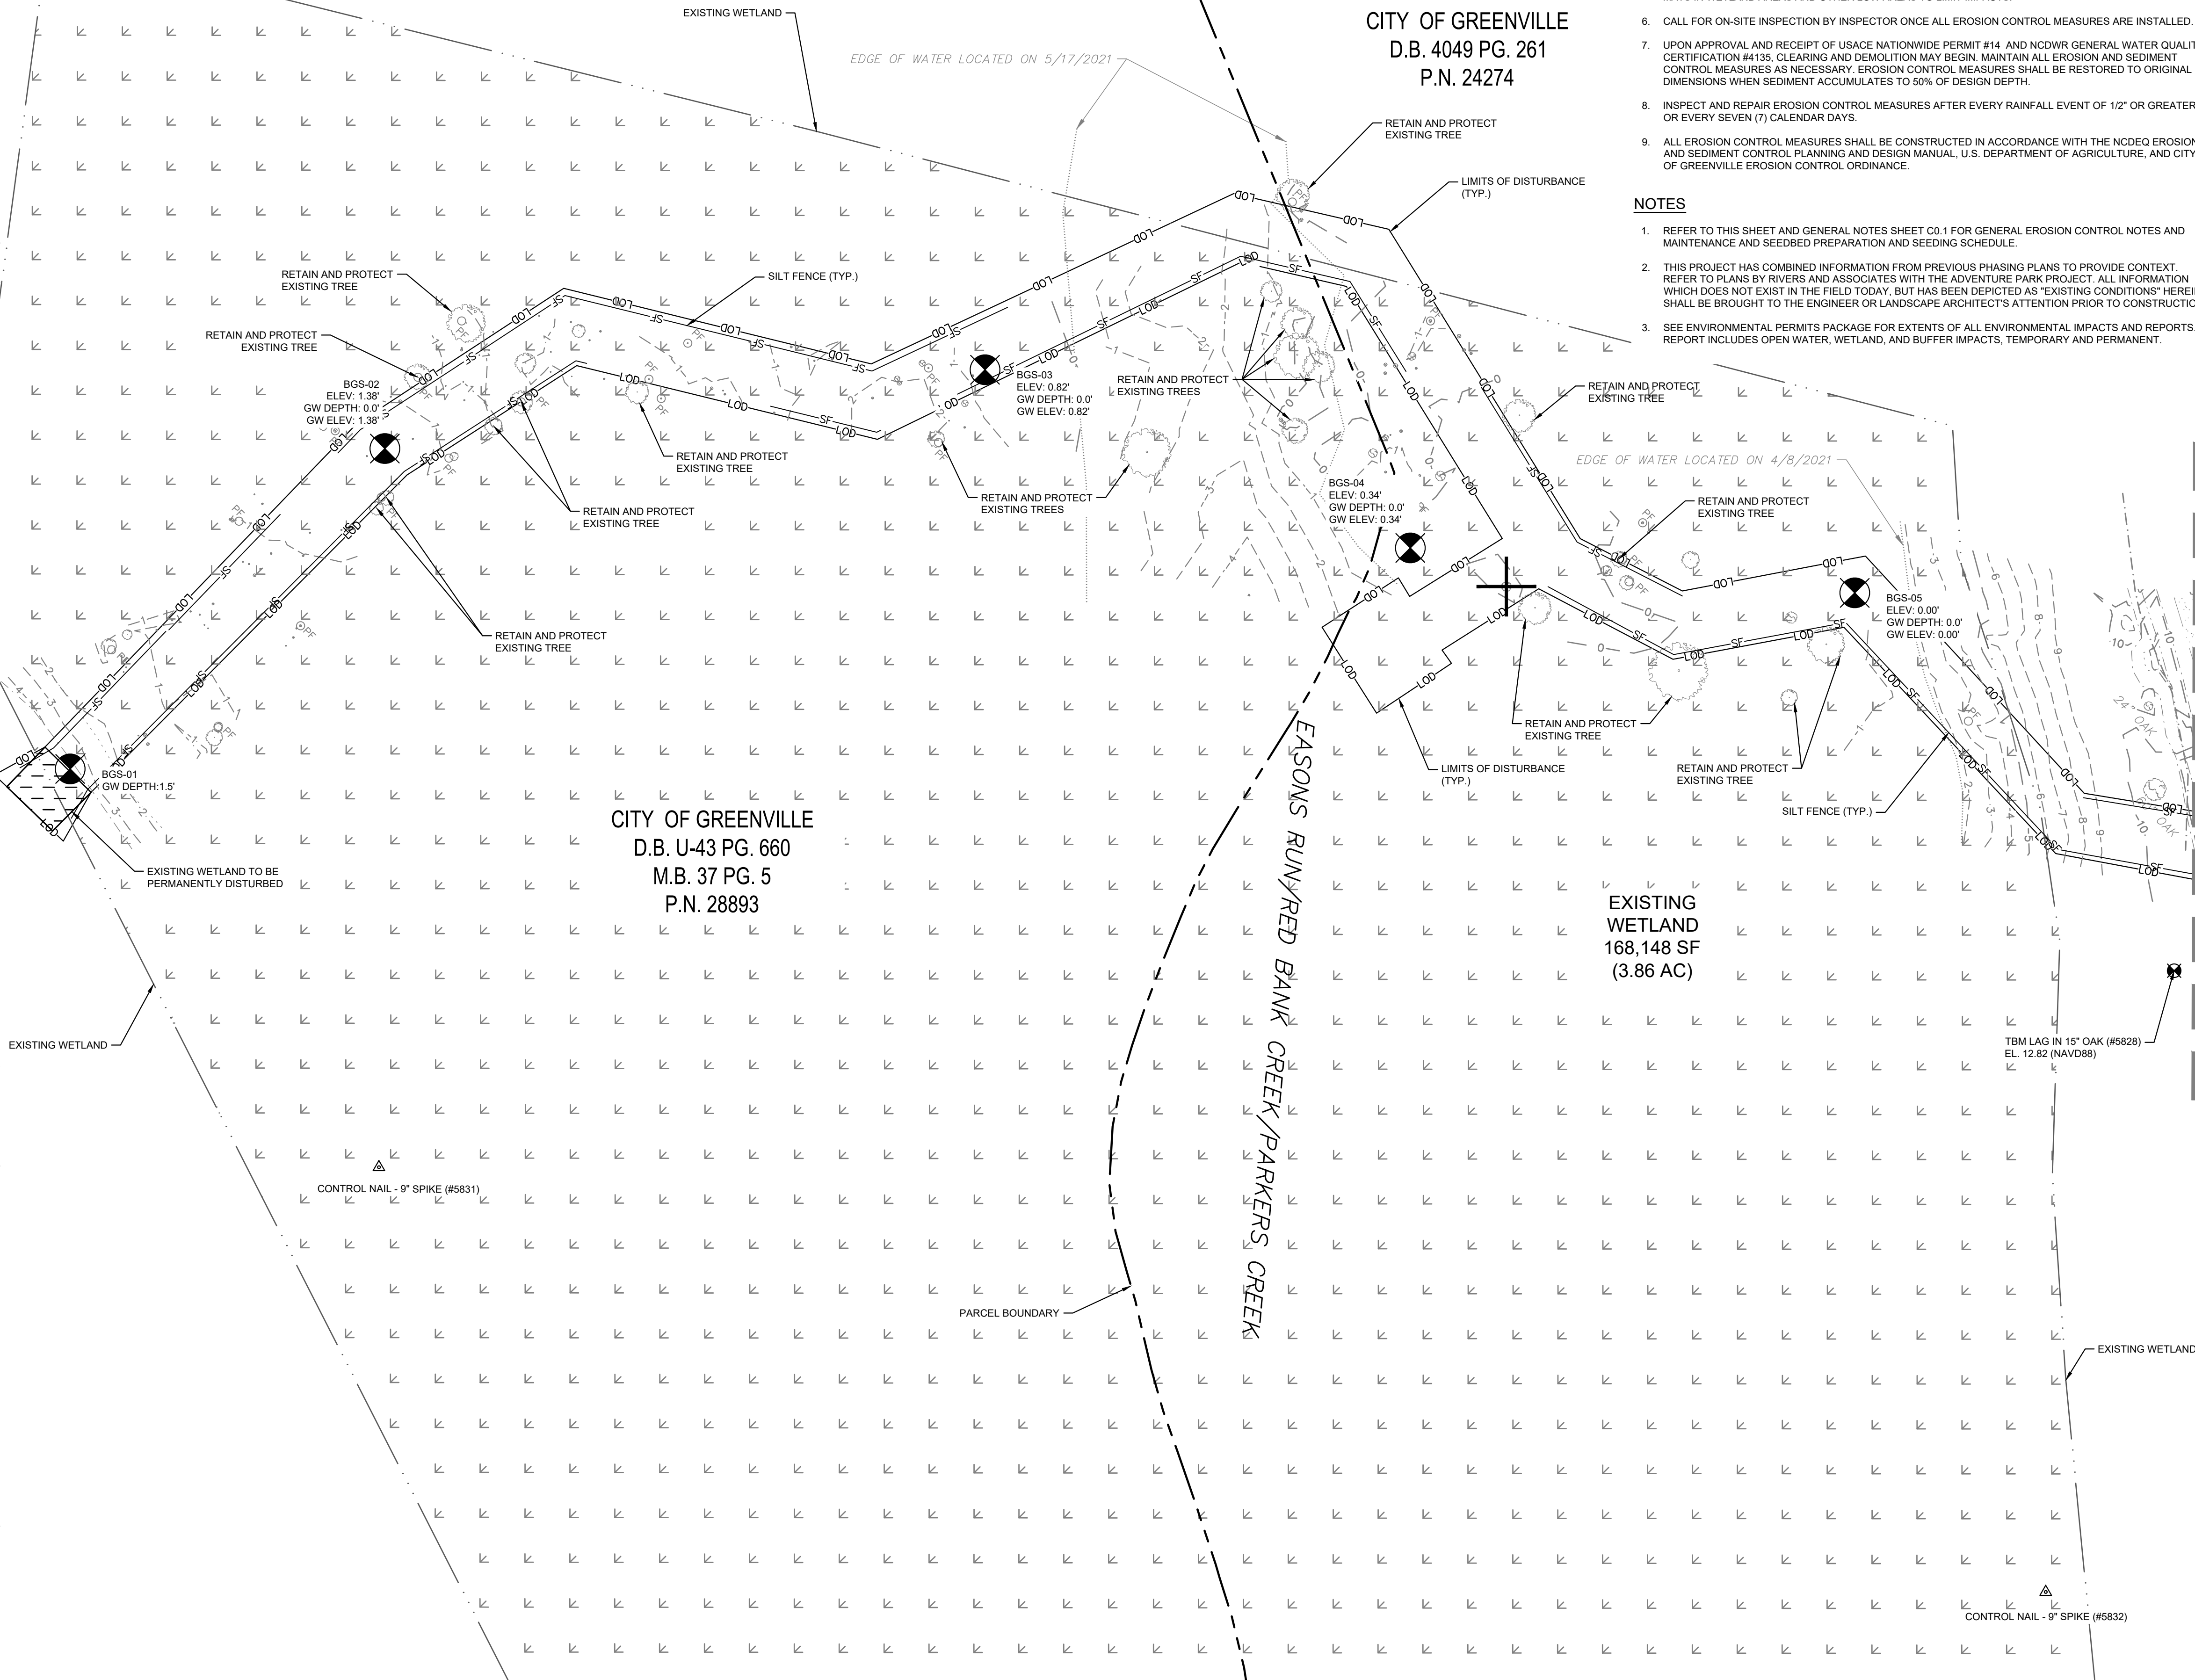 EXISTING WETLAND
EDGE OF WATER LOCATED ON 5/17/2021
CITY OF GREENVILLE
D.B. 4049 PG. 261
P.N. 24274
6. CALL FOR ON-SITE INSPECTION BY INSPECTOR ONCE ALL EROSION CONTROL MEASURES ARE INSTALLED.
7. UPON APPROVAL AND RECEIPT OF USACE NATIONWIDE PERMIT #14 AND NCDWR GENERAL WATER
CERTIFICATION #4135, CLEARING AND DEMOLITION MAY BEGIN. MAINTAIN ALL EROSION AND SEDIMENT
CONTROL MEASURES AS NECESSARY. EROSION CONTROL MEASURES SHALL BE RESTORED TO ORIGINAL
DIMENSIONS WHEN SEDIMENT ACCUMULATES TO 50% OF DESIGN DEPTH.
8. INSPECT AND REPAIR EROSION CONTROL MEASURES AFTER EVERY RAINFALL EVENT OF 1/2" OR GREATER
OR EVERY SEVEN (7) CALENDAR DAYS.
9. ALL EROSION CONTROL MEASURES SHALL BE CONSTRUCTED IN ACCORDANCE WITH THE NCDEQ EROSION
AND SEDIMENT CONTROL PLANNING AND DESIGN MANUAL, U.S. DEPARTMENT OF AGRICULTURE, AND CITY
OF GREENVILLE EROSION CONTROL ORDINANCE.
NOTES
1. REFER TO THIS SHEET AND GENERAL NOTES SHEET C0.1 FOR GENERAL EROSION CONTROL NOTES AND
MAINTENANCE AND SEEDBED PREPARATION AND SEEDING SCHEDULE.
2. THIS PROJECT HAS COMBINED INFORMATION FROM PREVIOUS PHASING PLANS TO PROVIDE CONTEXT.
REFER TO PLANS BY RIVERS AND ASSOCIATES WITH THE ADVENTURE PARK PROJECT. ALL INFORMATION
WHICH DOES NOT EXIST IN THE FIELD TODAY, BUT HAS BEEN DEPICTED AS "EXISTING CONDITIONS"
SHALL BE BROUGHT TO THE ENGINEER OR LANDSCAPE ARCHITECT'S ATTENTION PRIOR TO
3. SEE ENVIRONMENTAL PERMITS PACKAGE FOR EXTENTS OF ALL ENVIRONMENTAL IMPACTS AND REPORTS.
REPORT INCLUDES OPEN WATER, WETLAND, AND BUFFER IMPACTS, TEMPORARY AND PERMANENT.
RETAIN AND PROTECT
EXISTING TREE
LIMITS OF DISTURBANCE
(TYP.)
RETAIN AND PROTECT
EXISTING TREE
SILT FENCE (TYP.)
RETAIN AND PROTECT
EXISTING TREE
BGS-02
ELEV: 1.38'
GW DEPTH: 0.0'
GW ELEV: 1.38'
BGS-03
ELEV: 0.82'
GW DEPTH: 0.0'
GW ELEV: 0.82'
RETAIN AND PROTECT
EXISTING TREES
RETAIN AND PROTECT
EXISTING TREE
RETAIN AND PROTECT
EXISTING TREE
EDGE OF WATER LOCATED ON 4/8/2021
RETAIN AND PROTECT
EXISTING TREES
BGS-04
ELEV: 0.34'
GW DEPTH: 0.0'
GW ELEV: 0.34'
RETAIN AND PROTECT
EXISTING TREE
RETAIN AND PROTECT
EXISTING TREE
RETAIN AND PROTECT
EXISTING TREE
BGS-05
ELEV: 0.00'
GW DEPTH: 0.0'
GW ELEV: 0.00'
RETAIN AND PROTECT
EXISTING TREE
RETAIN AND PROTECT
EXISTING TREE
24" OAK
OAK
LIMITS OF DISTURBANCE
(TYP.)
SILT FENCE (TYP.)
BGS-01
GW DEPTH:1.5'
EXISTING WETLAND TO BE
PERMANENTLY DISTURBED
CITY OF GREENVILLE
D.B. U-43 PG. 660
M.B. 37 PG. 5
P.N. 28893
EASONS RUN/RED BANK CREEK/PARKERS CREEK
EXISTING
WETLAND
168,148 SF
(3.86 AC)
EXISTING WETLAND
TBM LAG IN 15" OAK (#5828)
EL. 12.82 (NAVD88)
CONTROL NAIL - 9" SPIKE (#5831)
PARCEL BOUNDARY
EXISTING WETLAND
CONTROL NAIL - 9" SPIKE (#5832)